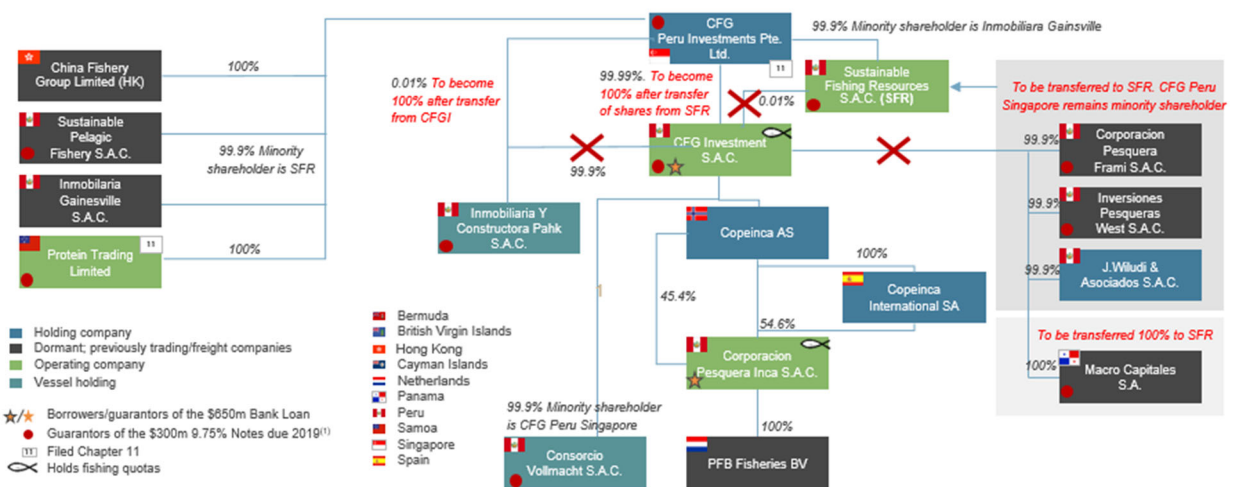 CFG
Peru Investments Pte.
Ltd.
11
99.9% Minority shareholder is Inmobiliara Gainsville
China Fishery
Group Limited (HK)
100%
0.01% To become
100% after transfer
from CFGI
99.99%. To become
100% after transfer
of shares from SFR
Sustainable
Fishing Resources
S.A.C. (SFR)
0.01%
To be transferred to SFR. CFG Peru
Singapore remains minority shareholder
Sustainable
Pelagic
Fishery S.A.C.
99.9% Minority
shareholder is SFR
CFG Investment
S.A.C.
99.9%
99.9%
Corporacion
Pesquera
Frami S.A.C.
Inmobilaria
Gainesville
S.A.C.
99.9%
Inversiones
Pesqueras
West S.A.C.
Inmobiliaria Y
Constructora Pahk
S.A.C.
Copeinca AS
Protein Trading
Limited
11
100%
100%
99.9%
J.Wiludi &
Asociados S.A.C.
45.4%
Copeinca
International SA
54.6%
Holding company
Dormant; previously trading/freight companies
Operating company
Vessel holding
Bermuda
British Virgin Islands
Hong Kong
Cayman Islands
Netherlands
Panama
Peru
Samoa
Singapore
Spain
Corporacion
Pesquera Inca S.A.C.
To be transferred 100% to SFR
100%
Macro Capitales
S.A.
/
Borrowers/guarantors of the $650m Bank Loan
Guarantors of the $300m 9.75% Notes due 2019(1)
11
Filed Chapter 11
Holds fishing quotas
99.9% Minority shareholder
is CFG Peru Singapore
100%
Consorcio
Vollmacht S.A.C.
PFB Fisheries BV